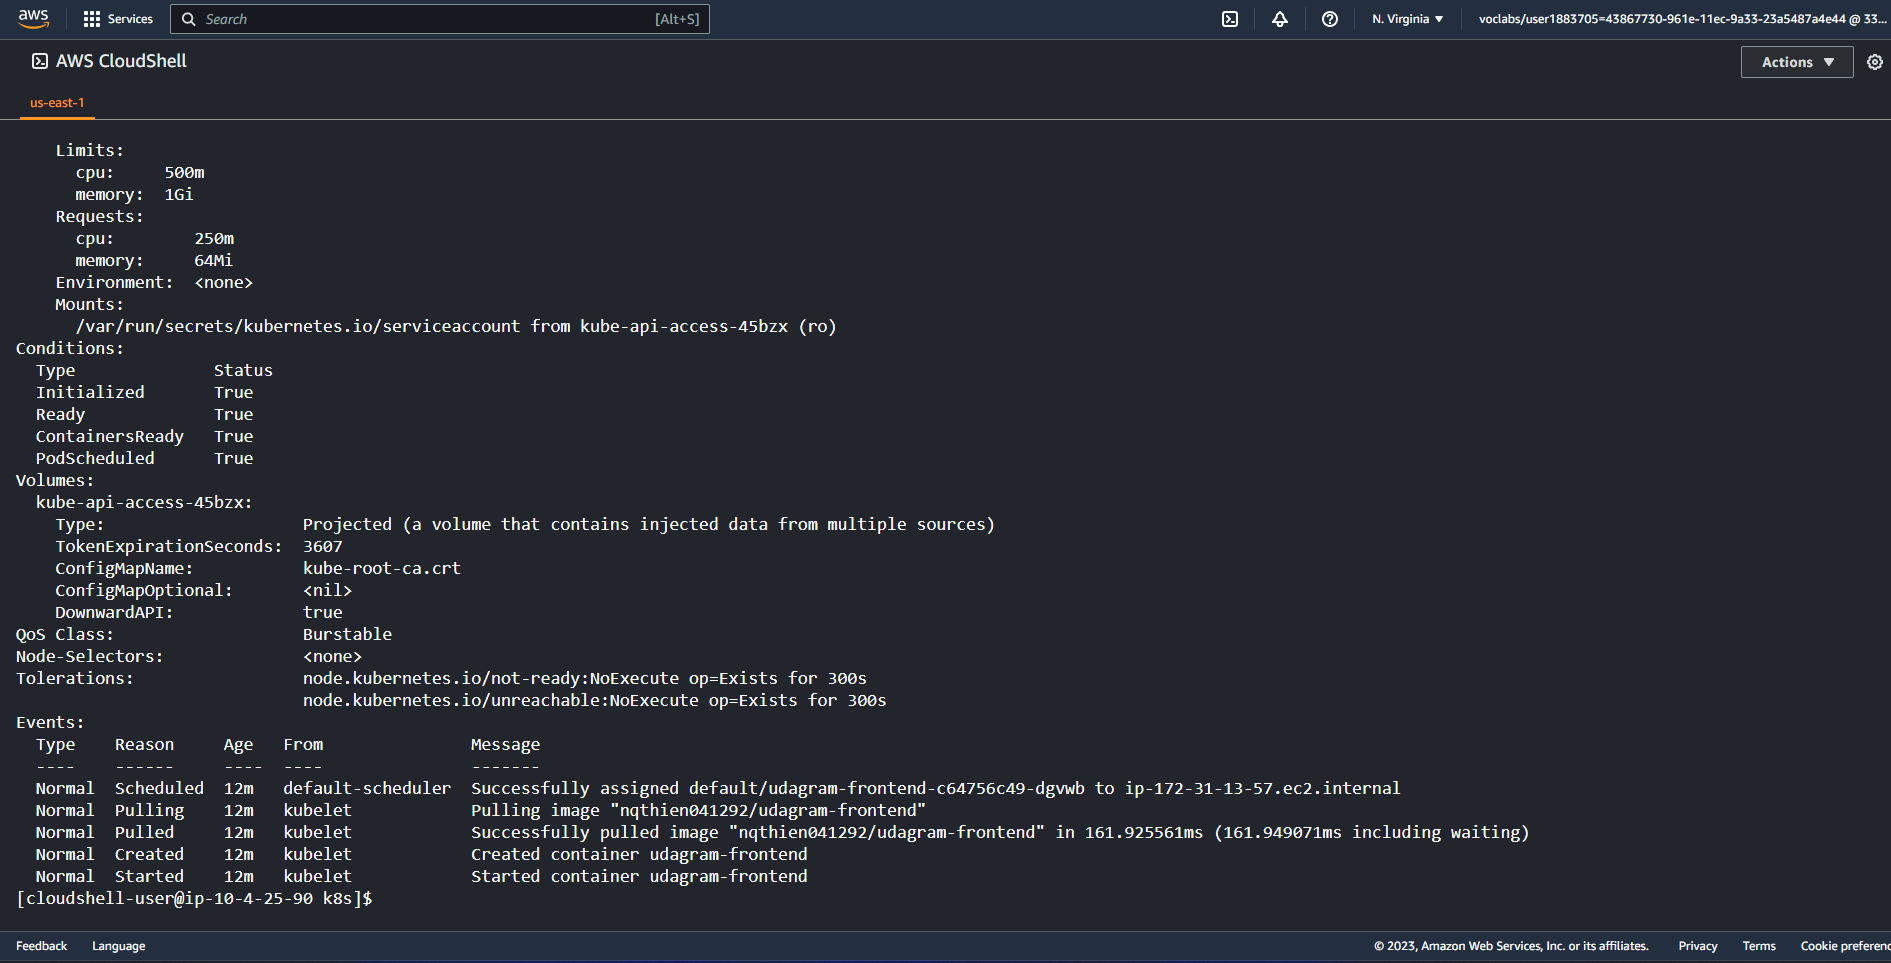 aws Services Search [Alt+S] N. Virginia voclabs/user1883705=43867730-961e-11ec-9a33-23a5487a4e44 @ 33...
AWS CloudShell Actions
us-east-1
Limits:
cpu: 500m
memory: 1Gi
Requests:
cpu: 250m
memory: 64Mi
Environment: <none>
Mounts:
/var/run/secrets/kubernetes.io/serviceaccount from kube-api-access-45bzx (ro)
Conditions:
Type Status
Initialized True
Ready True
ContainersReady True
PodScheduled True
Volumes:
kube-api-access-45bzx:
Type: Projected (a volume that contains injected data from multiple sources)
TokenExpirationSeconds: 3607
ConfigMapName: kube-root-ca.crt
ConfigMapOptional: <nil>
DownwardAPI: true
QoS Class: Burstable
Node-Selectors: <none>
Tolerations: node.kubernetes.io/not-ready:NoExecute op=Exists for 300s
node.kubernetes.io/unreachable:NoExecute op=Exists for 300s
Events:
Type Reason Age From Message
---- ------ ---- ---- -------
Normal Scheduled 12m default-scheduler Successfully assigned default/udagram-frontend-c64756c49-dgvwb to ip-172-31-13-57.ec2.internal
Normal Pulling 12m kubelet Pulling image "nqthien041292/udagram-frontend"
Normal Pulled 12m kubelet Successfully pulled image "nqthien041292/udagram-frontend" in 161.925561ms (161.949071ms including waiting)
Normal Created 12m kubelet Created container udagram-frontend
Normal Started 12m kubelet Started container udagram-frontend
[cloudshell-user@ip-10-4-25-90 k8s]$
Feedback Language © 2023, Amazon Web Services, Inc. or its affiliates. Privacy Terms Cookie preferenc